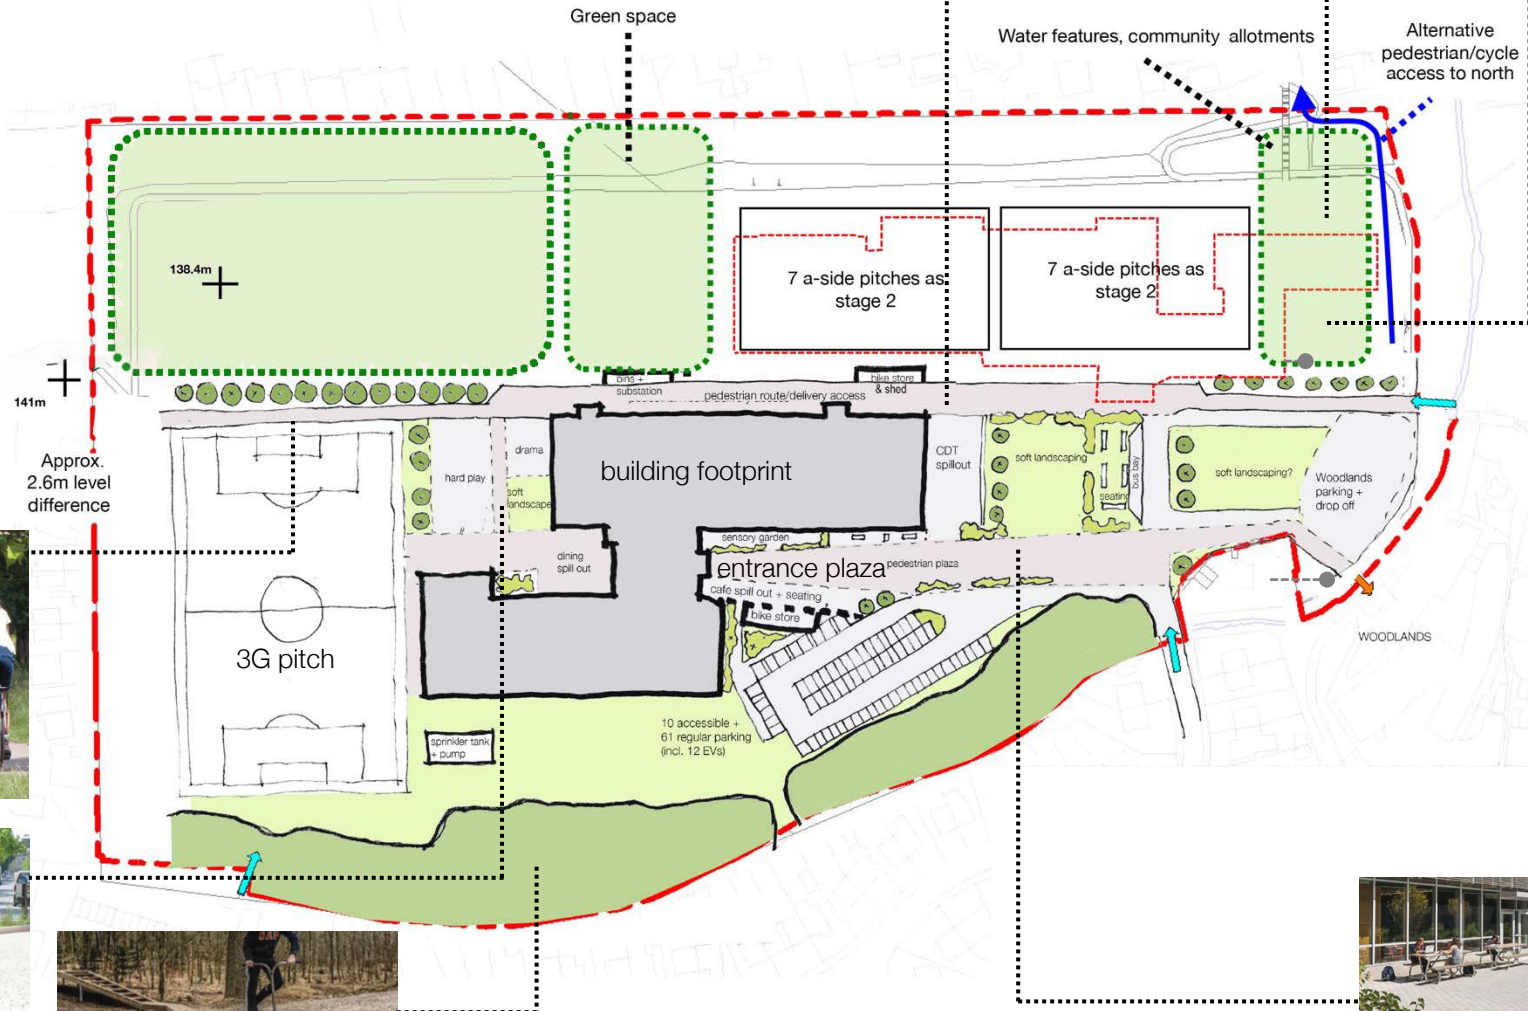 Green space
Water features, community allotments
Alternative
pedestrian/cycle
access to north
138.4m
7 a-side pitches as
stage 2
7 a-side pitches as
stage 2
141m
bins +
substation
bike store
& shed
pedestrian route/delivery access
Approx.
2.6m level
difference
hard play
drama
soft
landscape
building footprint
CDT
spillout
soft landscaping
seating
bus bay
soft landscaping?
Woodlands
parking +
drop off
dining
spill out
sensory garden
entrance plaza
pedestrian plaza
cafe spill out + seating
bike store
3G pitch
WOODLANDS
10 accessible +
61 regular parking
(incl. 12 EVs)
sprinkler tank
+ pump